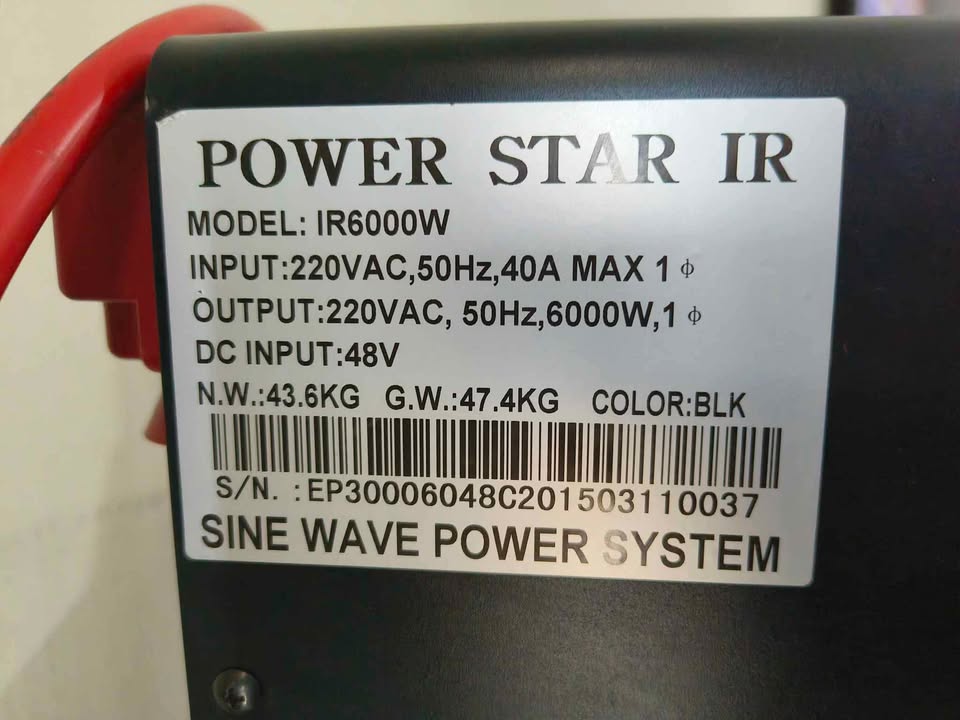 POWER STAR IR
MODEL: IR6000W
INPUT:220VAC,50Hz,40A MAX 1 ϕ
OUTPUT:220VAC, 50Hz,6000W,1 ϕ
DC INPUT:48V
N.W.:43.6KG G.W.:47.4KG COLOR:BLK
S/N. :EP30006048C201503110037
SINE WAVE POWER SYSTEM